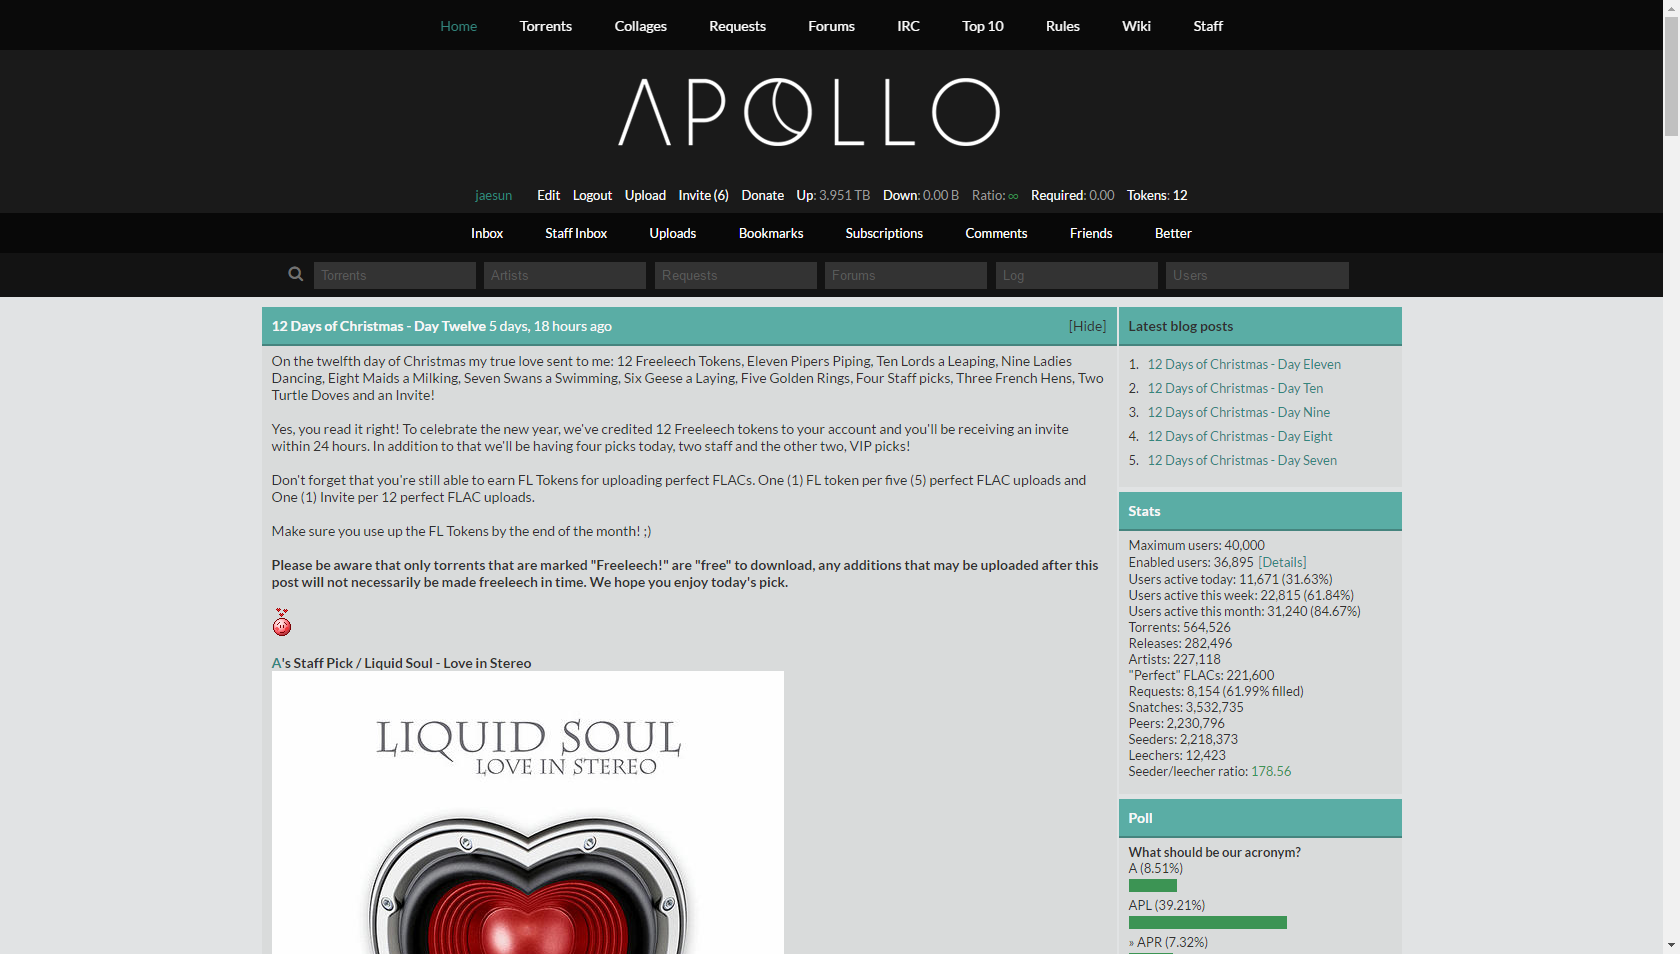 Home Torrents Collages Requests Forums IRC Top 10 Rules Wiki Staff
APOLLO
jaesun Edit Logout Upload Invite (6) Donate Up: 3.951 TB Down: 0.00 B Ratio: ∞ Required: 0.00 Tokens: 12
Inbox Staff Inbox Uploads Bookmarks Subscriptions Comments Friends Better
Torrents Artists Requests Forums Log Users
12 Days of Christmas - Day Twelve 5 days, 18 hours ago [Hide]
On the twelfth day of Christmas my true love sent to me: 12 Freeleech Tokens, Eleven Pipers Piping, Ten Lords a Leaping, Nine Ladies
Dancing, Eight Maids a Milking, Seven Swans a Swimming, Six Geese a Laying, Five Golden Rings, Four Staff picks, Three French Hens, Two
Turtle Doves and an Invite!
Yes, you read it right! To celebrate the new year, we've credited 12 Freeleech tokens to your account and you'll be receiving an invite
within 24 hours. In addition to that we'll be having four picks today, two staff and the other two, VIP picks!
Don't forget that you're still able to earn FL Tokens for uploading perfect FLACs. One (1) FL token per five (5) perfect FLAC uploads and
One (1) Invite per 12 perfect FLAC uploads.
Make sure you use up the FL Tokens by the end of the month! ;)
Please be aware that only torrents that are marked "Freeleech!" are "free" to download, any additions that may be uploaded after this
post will not necessarily be made freeleech in time. We hope you enjoy today's pick.
A's Staff Pick / Liquid Soul - Love in Stereo
LIQUID SOUL
LOVE IN STEREO
Latest blog posts
1. 12 Days of Christmas - Day Eleven
2. 12 Days of Christmas - Day Ten
3. 12 Days of Christmas - Day Nine
4. 12 Days of Christmas - Day Eight
5. 12 Days of Christmas - Day Seven
Stats
Maximum users: 40,000
Enabled users: 36,895 [Details]
Users active today: 11,671 (31.63%)
Users active this week: 22,815 (61.84%)
Users active this month: 31,240 (84.67%)
Torrents: 564,526
Releases: 282,496
Artists: 227,118
"Perfect" FLACs: 221,600
Requests: 8,154 (61.99% filled)
Snatches: 3,532,735
Peers: 2,230,796
Seeders: 2,218,373
Leechers: 12,423
Seeder/leecher ratio: 178.56
Poll
What should be our acronym?
A (8.51%)
APL (39.21%)
» APR (7.32%)